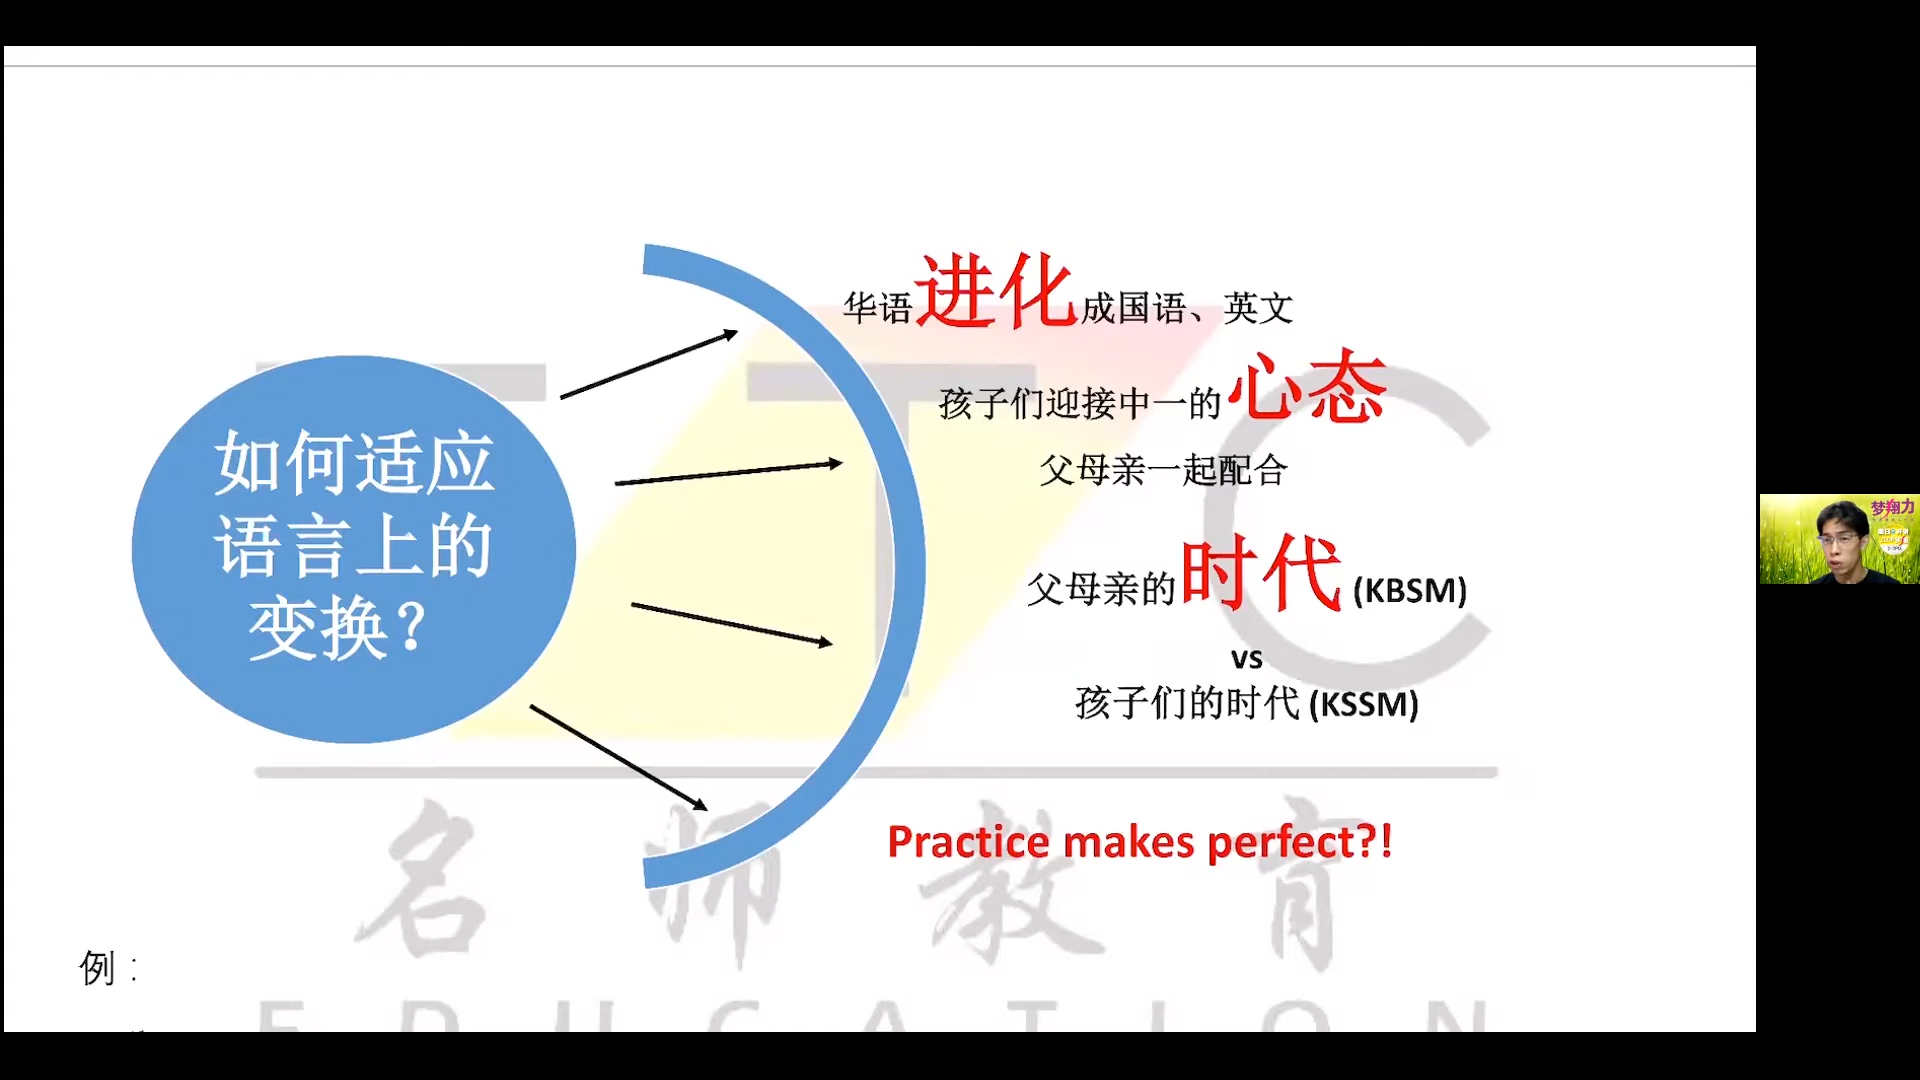 如何适应
语言上的
变换？
华语进化成国语、英文
孩子们迎接中一的心态
父母亲一起配合
父母亲的时代 (KBSM)
vs
孩子们的时代 (KSSM)
Practice makes perfect?!
例：
名师教育
EDUCATION
梦翔力